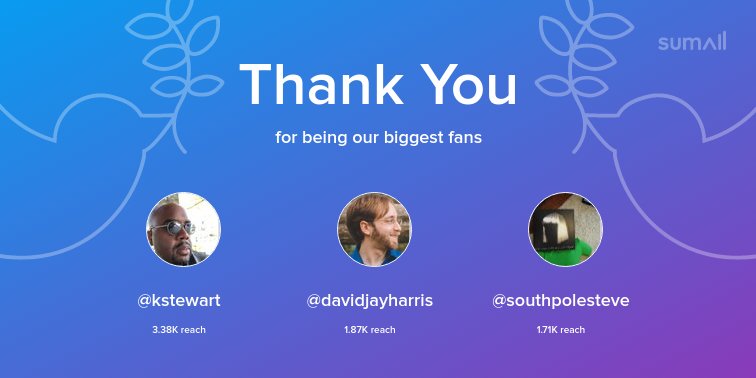 sumall
Thank You
for being our biggest fans
@kstewart
@davidjayharris
@southpolesteve
3.38K reach
1.87K reach
1.71K reach